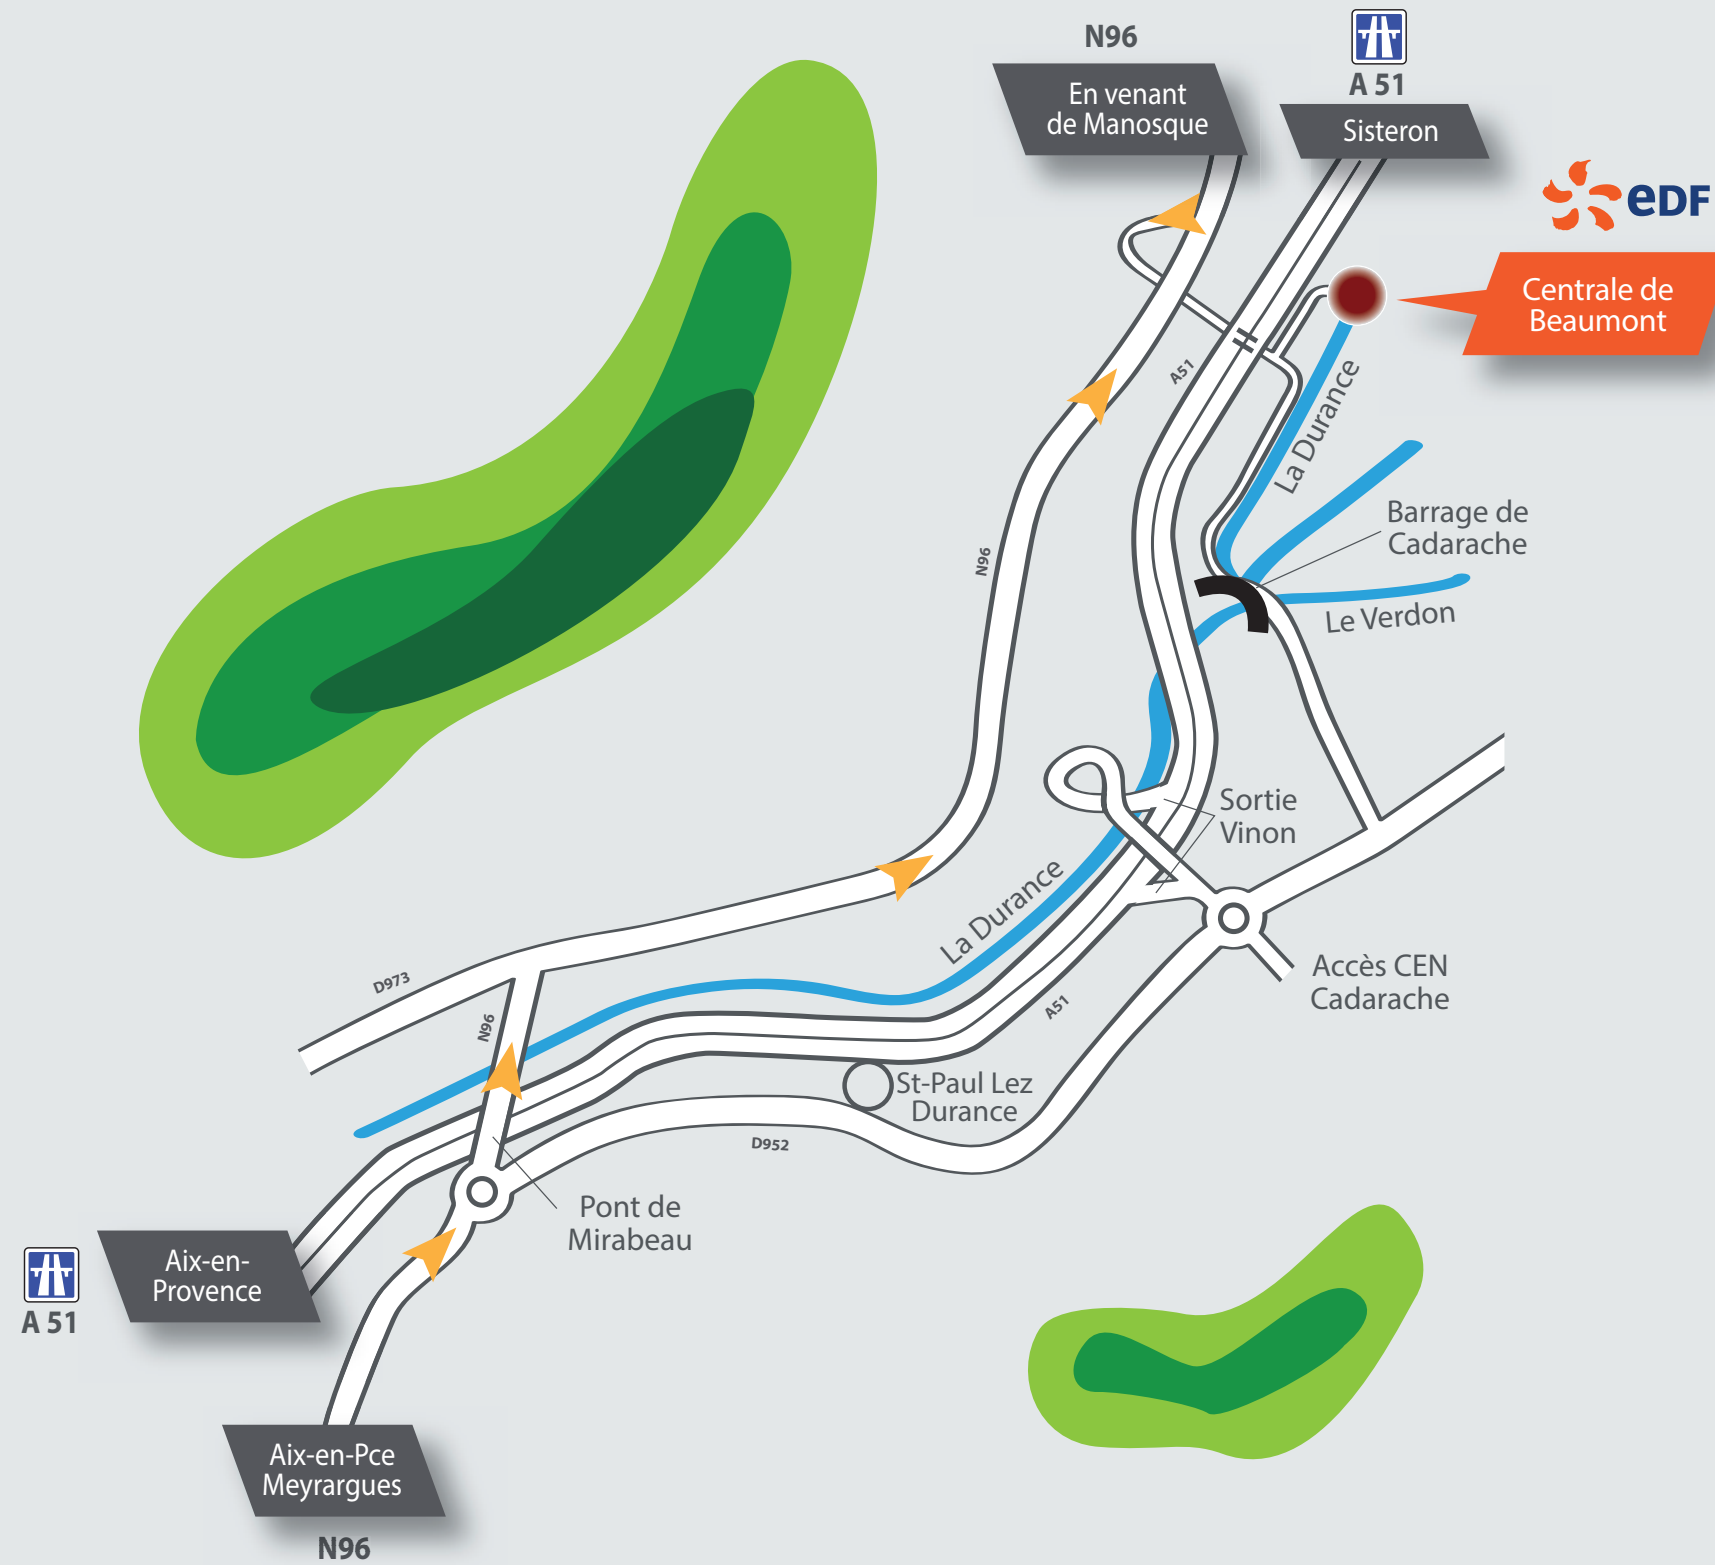 N96
En venant
de Manosque
A 51
Sisteron
eDF
Centrale de
Beaumont
A51
La Durance
Barrage de
Cadarache
N96
Le Verdon
Sortie
Vinon
La Durance
D973
Accès CEN
Cadarache
A51
N96
St-Paul Lez
Durance
D952
Pont de
Mirabeau
Aix-en-
Provence
A 51
Aix-en-Pce
Meyrargues
N96